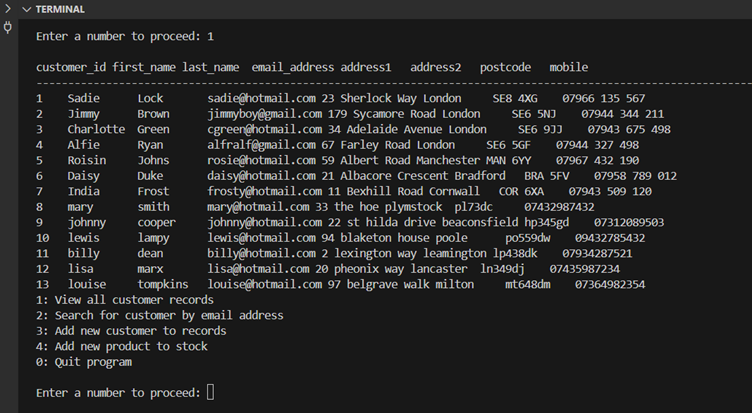 TERMINAL
Enter a number to proceed: 1
customer_id first_name last_name email_address address1 address2 postcode mobile
----------------------------------------------------------------------------------------------------
1 Sadie Lock sadie@hotmail.com 23 Sherlock Way London SE8 4XG 07966 135 567
2 Jimmy Brown jimmyboy@gmail.com 179 Sycamore Road London SE6 5NJ 07944 344 211
3 Charlotte Green cgreen@hotmail.com 34 Adelaide Avenue London SE6 9JJ 07943 675 498
4 Alfie Ryan alfralf@gmail.com 67 Farley Road London SE6 5GF 07944 327 498
5 Roisin Johns rosie@hotmail.com 59 Albert Road Manchester MAN 6YY 07967 432 190
6 Daisy Duke daisy@hotmail.com 21 Albacore Crescent Bradford BRA 5FV 07958 789 012
7 India Frost frosty@hotmail.com 11 Bexhill Road Cornwall COR 6XA 07943 509 120
8 mary smith mary@hotmail.com 33 the hoe plymstock pl73dc 07432987432
9 johnny cooper johnny@hotmail.com 22 st hilda drive beaconsfield hp345gd 07312089503
10 lewis lampy lewis@hotmail.com 94 blaketon house poole po559dw 09432785432
11 billy dean billy@hotmail.com 2 lexington way leamington lp438dk 07934287521
12 lisa marx lisa@hotmail.com 20 pheonix way lancaster ln349dj 07435987234
13 louise tompkins louise@hotmail.com 97 belgrave walk milton mt648dm 07364982354
1: View all customer records
2: Search for customer by email address
3: Add new customer to records
4: Add new product to stock
0: Quit program
Enter a number to proceed: